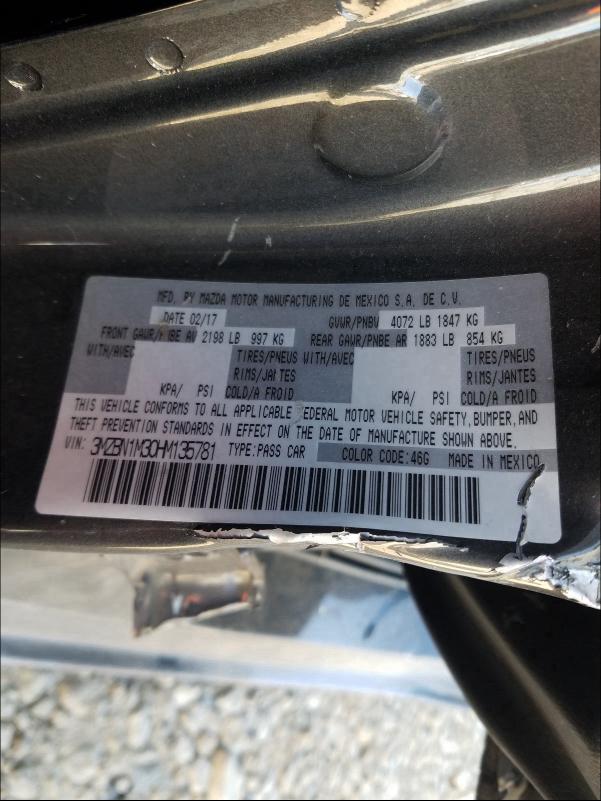 MFD. BY MAZDA MOTOR MANUFACTURING DE MEXICO S.A. DE C.V.
DATE 02/17 GVWR/PNBV 4072 LB 1847 KG
FRONT GAWR/PNBE AV 2198 LB 997 KG REAR GAWR/PNBE AR 1883 LB 854 KG
WITH/AVEC TIRES/PNEUS WITH/AVEC TIRES/PNEUS
RIMS/JANTES RIMS/JANTES
KPA/ PSI COLD/A FROID KPA/ PSI COLD/A FROID
THIS VEHICLE CONFORMS TO ALL APPLICABLE FEDERAL MOTOR VEHICLE SAFETY, BUMPER, AND
THEFT PREVENTION STANDARDS IN EFFECT ON THE DATE OF MANUFACTURE SHOWN ABOVE.
VIN: 3MZBN1M30HM135781 TYPE:PASS CAR COLOR CODE:46G MADE IN MEXICO